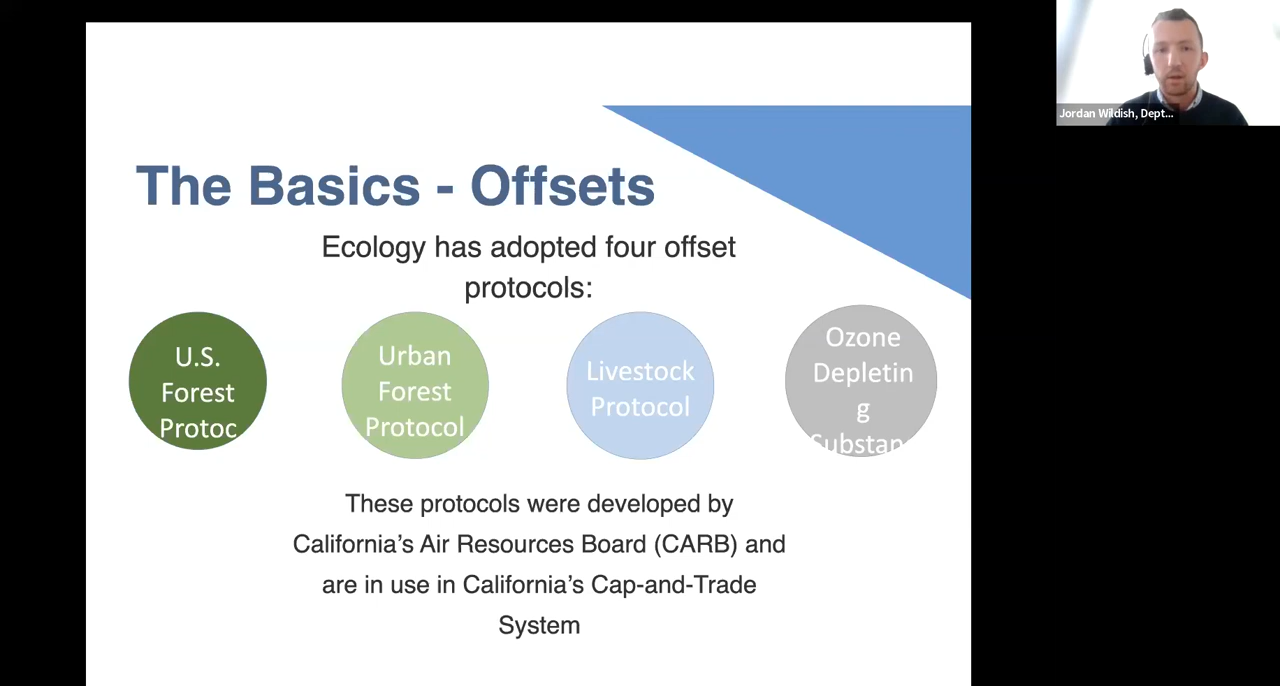 The Basics - Offsets
Ecology has adopted four offset
protocols:
U.S.
Forest
Protoc
Urban
Forest
Protocol
Livestock
Protocol
Ozone
Depletin
g
Substan
These protocols were developed by
California's Air Resources Board (CARB) and
are in use in California's Cap-and-Trade
System
Jordan Wildish, Dept...